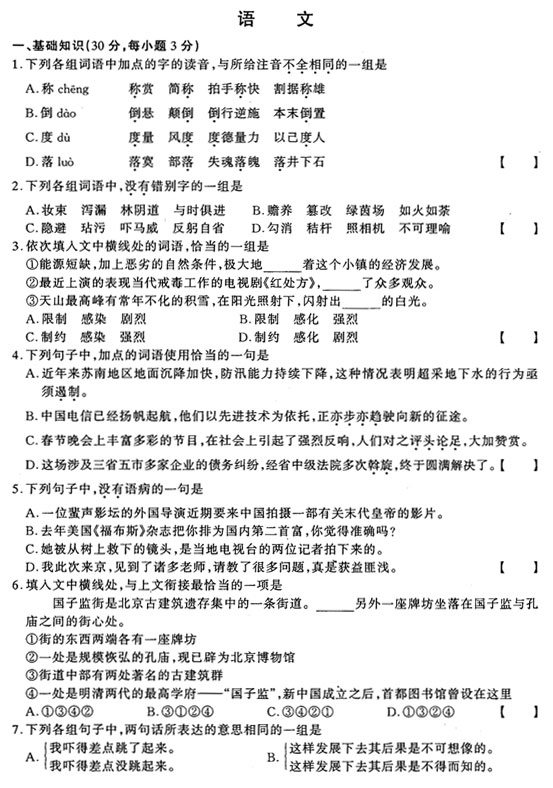 语 文
一、基础知识(30分,每小题3分)
1.下列各组词语中加点的字的读音,与所给注音不全相同的一组是
A.称 chēng 称赏 简称 拍手称快 割据称雄
B.倒 dào 倒悬 颠倒 倒行逆施 本末倒置
C.度 dù 度量 风度 度德量力 以己度人
D.落 luò 落寞 部落 失魂落魄 落井下石 【 】
2.下列各组词语中,没有错别字的一组是
A.妆束 泻漏 林阴道 与时俱进 B.赡养 篡改 绿茵场 如火如荼
C.隐避 玷污 吓马威 反躬自省 D.勾消 秸杆 照相机 不可理喻 【 】
3.依次填入文中横线处的词语,恰当的一组是
①能源短缺,加上恶劣的自然条件,极大地______着这个小镇的经济发展。
②最近上演的表现当代戒毒工作的电视剧《红处方》,______了众多观众。
③天山最高峰有常年不化的积雪,在阳光照射下,闪射出______的白光。
A.限制 感染 剧烈 B.限制 感化 强烈
C.制约 感染 强烈 D.制约 感化 剧烈 【 】
4.下列句子中,加点的词语使用恰当的一句是
A.近年来苏南地区地面沉降加快,防汛能力持续下降,这种情况表明超采地下水的行为亟
须遏制。
B.中国电信已经扬帆起航,他们以先进技术为依托,正亦步亦趋驶向新的征途。
C.春节晚会上丰富多彩的节目,在社会上引起了强烈反响,人们对之评头论足,大加赞赏。
D.这场涉及三省五市多家企业的债务纠纷,经省中级法院多次斡旋,终于圆满解决了。【 】
5.下列句子中,没有语病的一句是
A.一位蜚声影坛的外国导演近期要来中国拍摄一部有关末代皇帝的影片。
B.去年美国《福布斯》杂志把你排为国内第二首富,你觉得准确吗?
C.她被从树上救下的镜头,是当地电视台的两位记者拍下来的。
D.我此次来京,见到了诸多老师,请教了很多问题,真是获益匪浅。 【 】
6.填入文中横线处,与上文衔接最恰当的一项是
国子监街是北京古建筑遗存集中的一条街道。______另外一座牌坊坐落在国子监与孔
庙之间的街心处。
①街的东西两端各有一座牌坊
②一处是规模恢弘的孔庙,现已辟为北京博物馆
③街道中部有两处著名的古建筑群
④一处是明清两代的最高学府——“国子监”,新中国成立之后,首都图书馆曾设在这里
A.①③④② B.③①②④ C.③④②① D.①③②④ 【 】
7.下列各组句子中,两句话所表达的意思相同的一组是
A. 我吓得差点跳了起来。 B. 这样发展下去其后果是不可想像的。
我吓得差点没跳起来。 这样发展下去其后果是不得而知的。